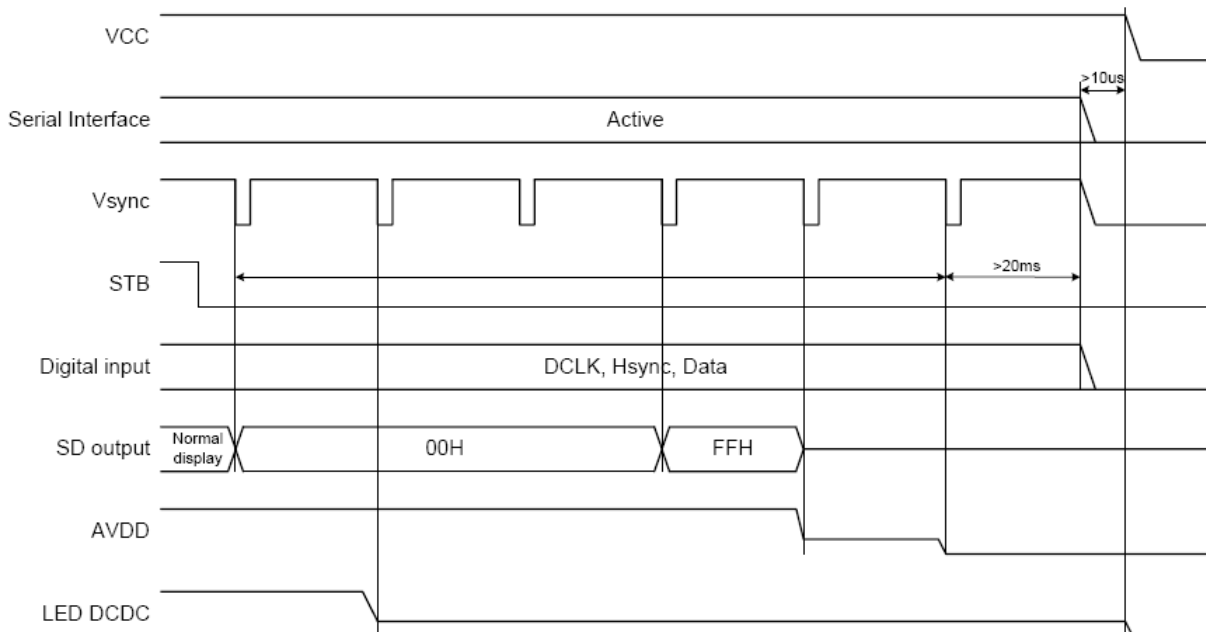 VCC
>10us
Serial Interface
Active
Vsync
STB
>20ms
Digital input
DCLK, Hsync, Data
SD output
Normal
display
00H
FFH
AVDD
LED DCDC